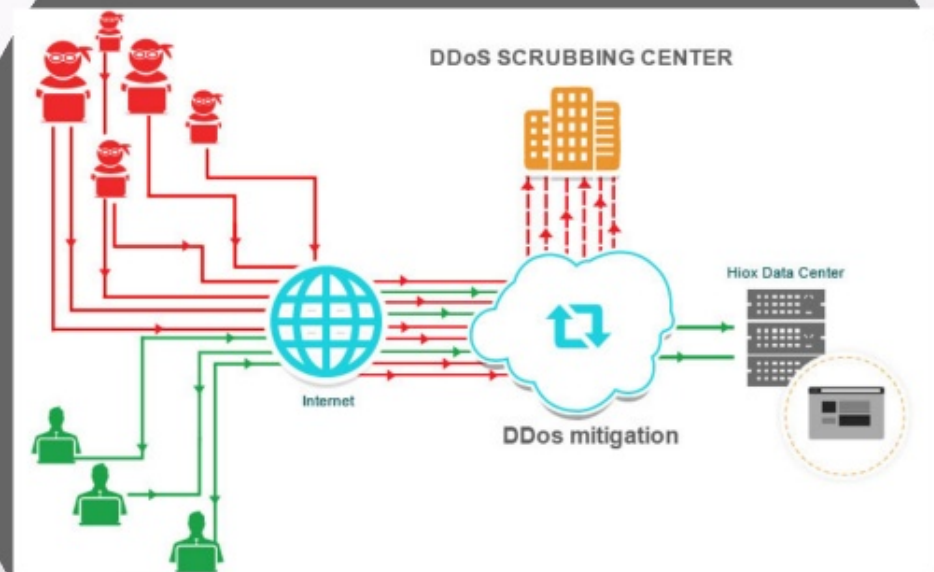 DDoS SCRUBBING CENTER
Hiox Data Center
Internet
DDos mitigation